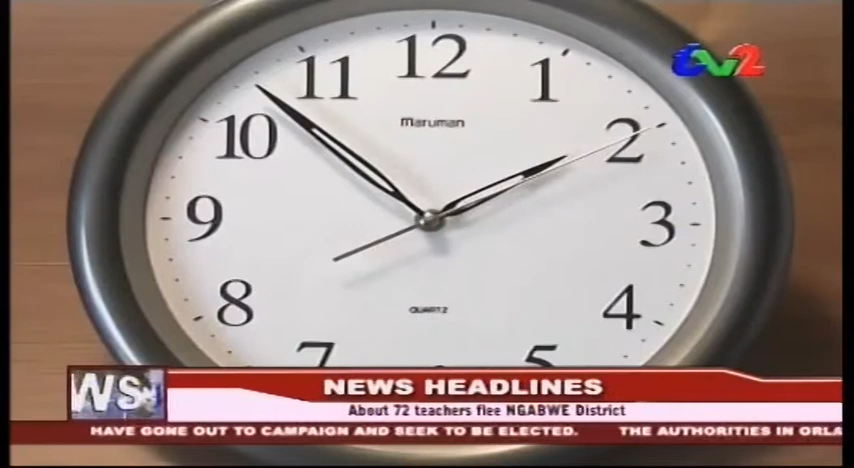 tv2
12
11
1
10
2
maruman
9
3
8
4
QUARTZ
7
5
WS
NEWS HEADLINES
About 72 teachers flee NGABWE District
HAVE GONE OUT TO CAMPAIGN AND SEEK TO BE ELECTED. THE AUTHORITIES IN ORLA